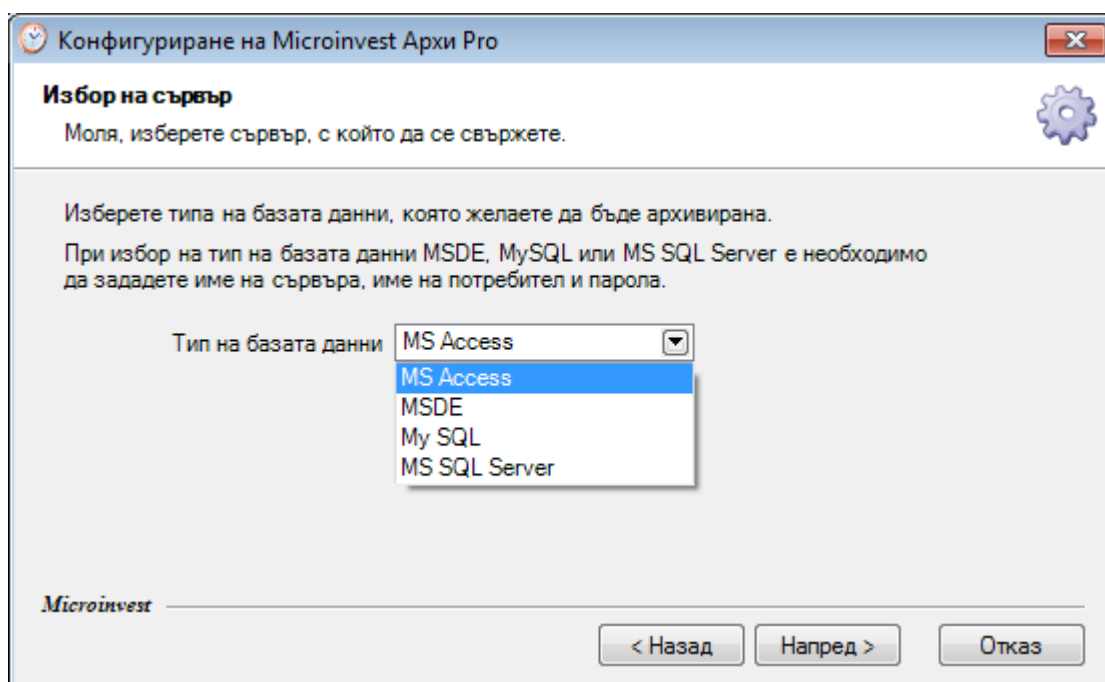 Конфигуриране на Microinvest Архи Pro
Избор на сървър
Моля, изберете сървър, с който да се свържете.
Изберете типа на базата данни, която желаете да бъде архивирана.
При избор на тип на базата данни MSDE, MySQL или MS SQL Server е необходимо
да зададете име на сървъра, име на потребител и парола.
Тип на базата данни MS Access
MS Access
MSDE
My SQL
MS SQL Server
Microinvest
< Назад Напред > Отказ